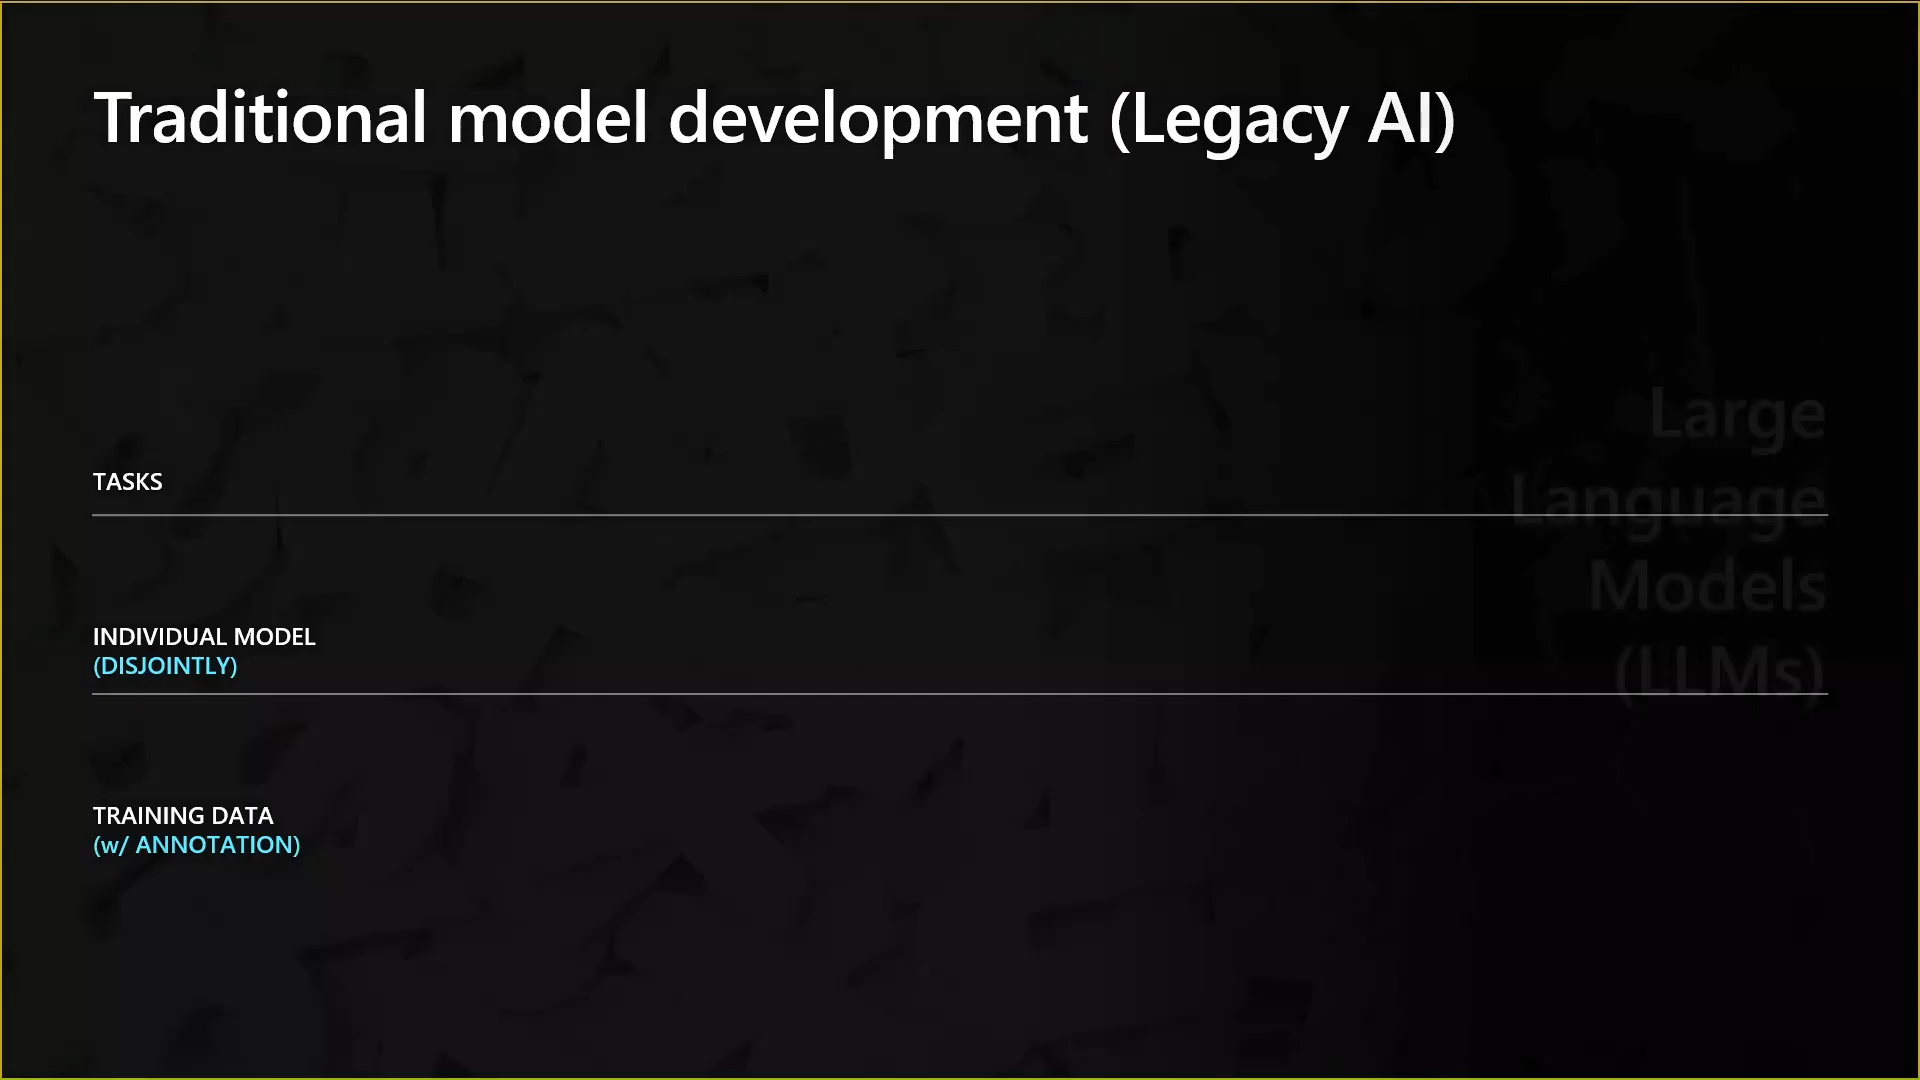 Traditional model development (Legacy AI)
Large
Language
Models
(LLMs)
TASKS
INDIVIDUAL MODEL
(DISJOINTLY)
TRAINING DATA
(w/ ANNOTATION)